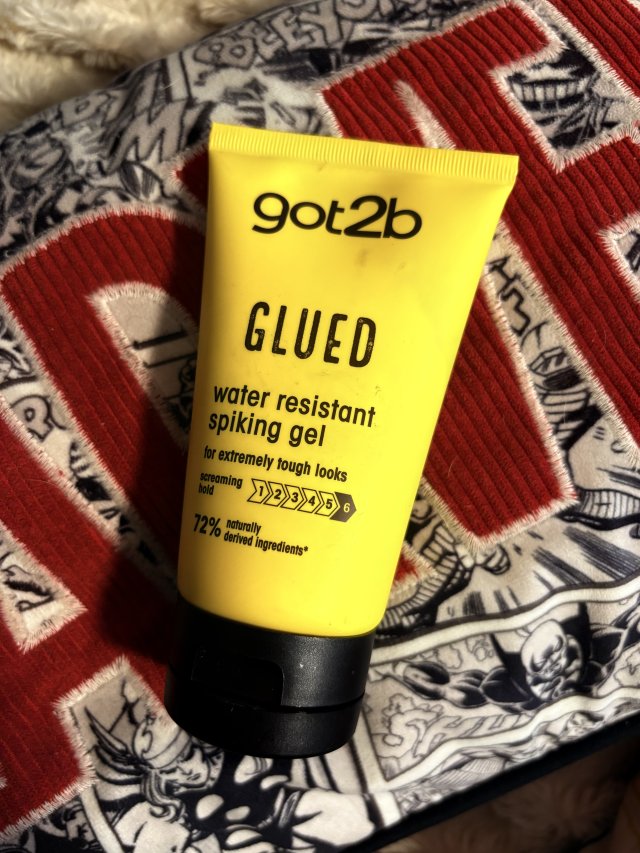 got2b
GLUED
water resistant
spiking gel
for extremely tough looks
screaming
hold
1 2 3 4 5 6
72% naturally
derived ingredients*